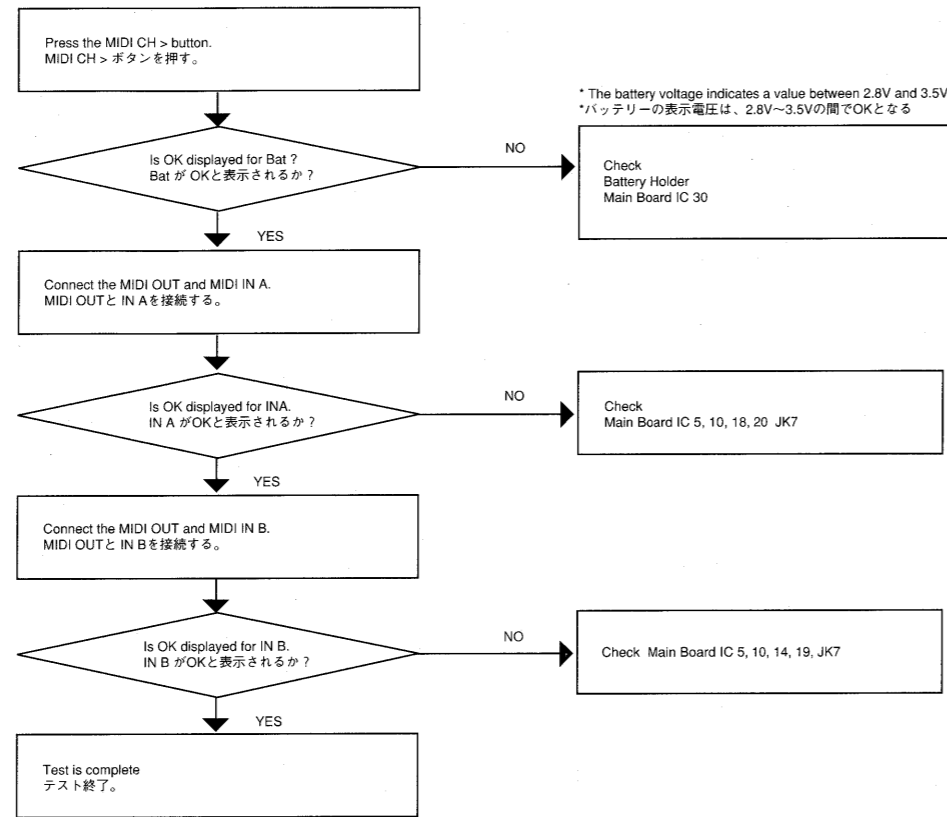 Press the MIDI CH > button.
MIDI CH > ボタンを押す。
* The battery voltage indicates a value between 2.8V and 3.5V
*バッテリーの表示電圧は、2.8V～3.5Vの間でOKとなる
Is OK displayed for Bat ?
Bat が OKと表示されるか ?
NO
Check
Battery Holder
Main Board IC 30
YES
Connect the MIDI OUT and MIDI IN A.
MIDI OUTと IN Aを接続する。
Is OK displayed for INA.
IN A がOKと表示されるか ?
NO
Check
Main Board IC 5, 10, 18, 20 JK7
YES
Connect the MIDI OUT and MIDI IN B.
MIDI OUTと IN Bを接続する。
Is OK displayed for IN B.
IN B がOKと表示されるか ?
NO
Check Main Board IC 5, 10, 14, 19, JK7
YES
Test is complete
テスト終了。